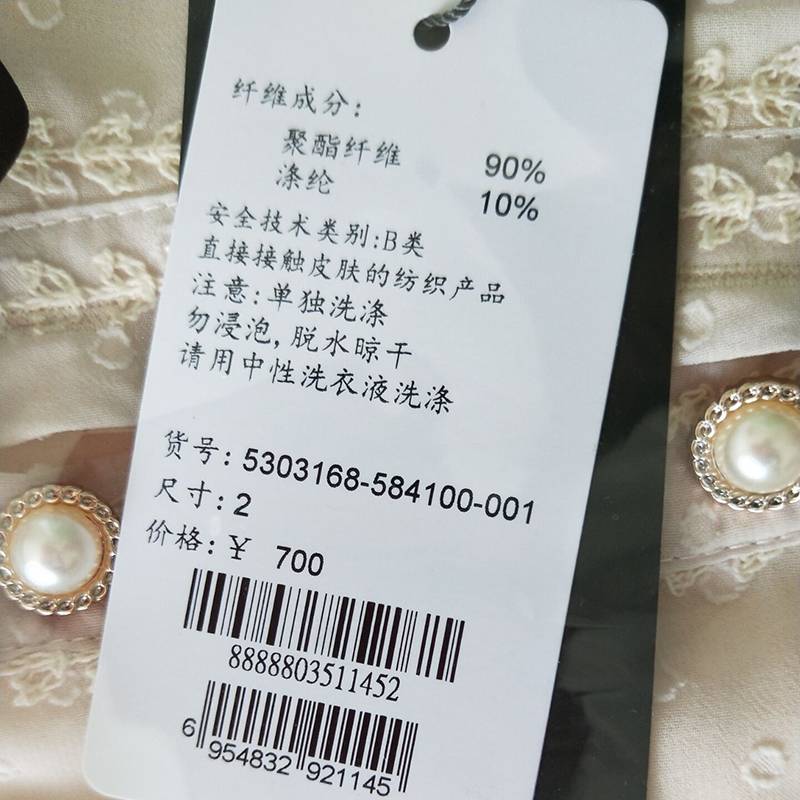 纤维成分:
聚酯纤维 90%
涤纶 10%
安全技术类别:B类
直接接触皮肤的纺织产品
注意:单独洗涤
勿浸泡,脱水晾干
请用中性洗衣液洗涤
货号:5303168-584100-001
尺寸:2
价格:¥ 700
8888803511452
6 954832 921145